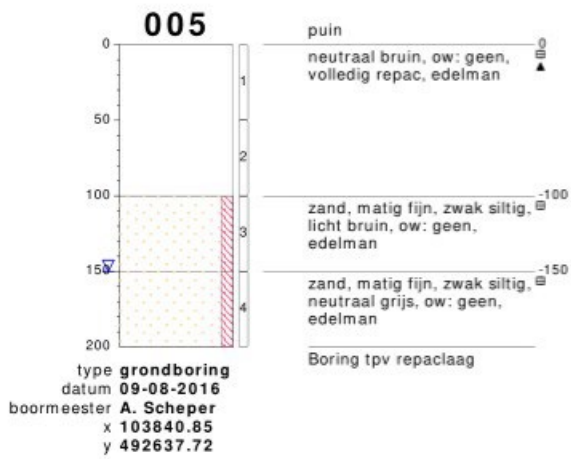 005
puin
0
0
neutraal bruin, ow: geen,
volledig repac, edelman
1
50
2
100
-100
zand, matig fijn, zwak siltig,
licht bruin, ow: geen,
edelman
3
150
-150
zand, matig fijn, zwak siltig,
neutraal grijs, ow: geen,
edelman
4
200
Boring tpv repaclaag
type grondboring
datum 09-08-2016
boormeester A. Scheper
x 103840.85
y 492637.72